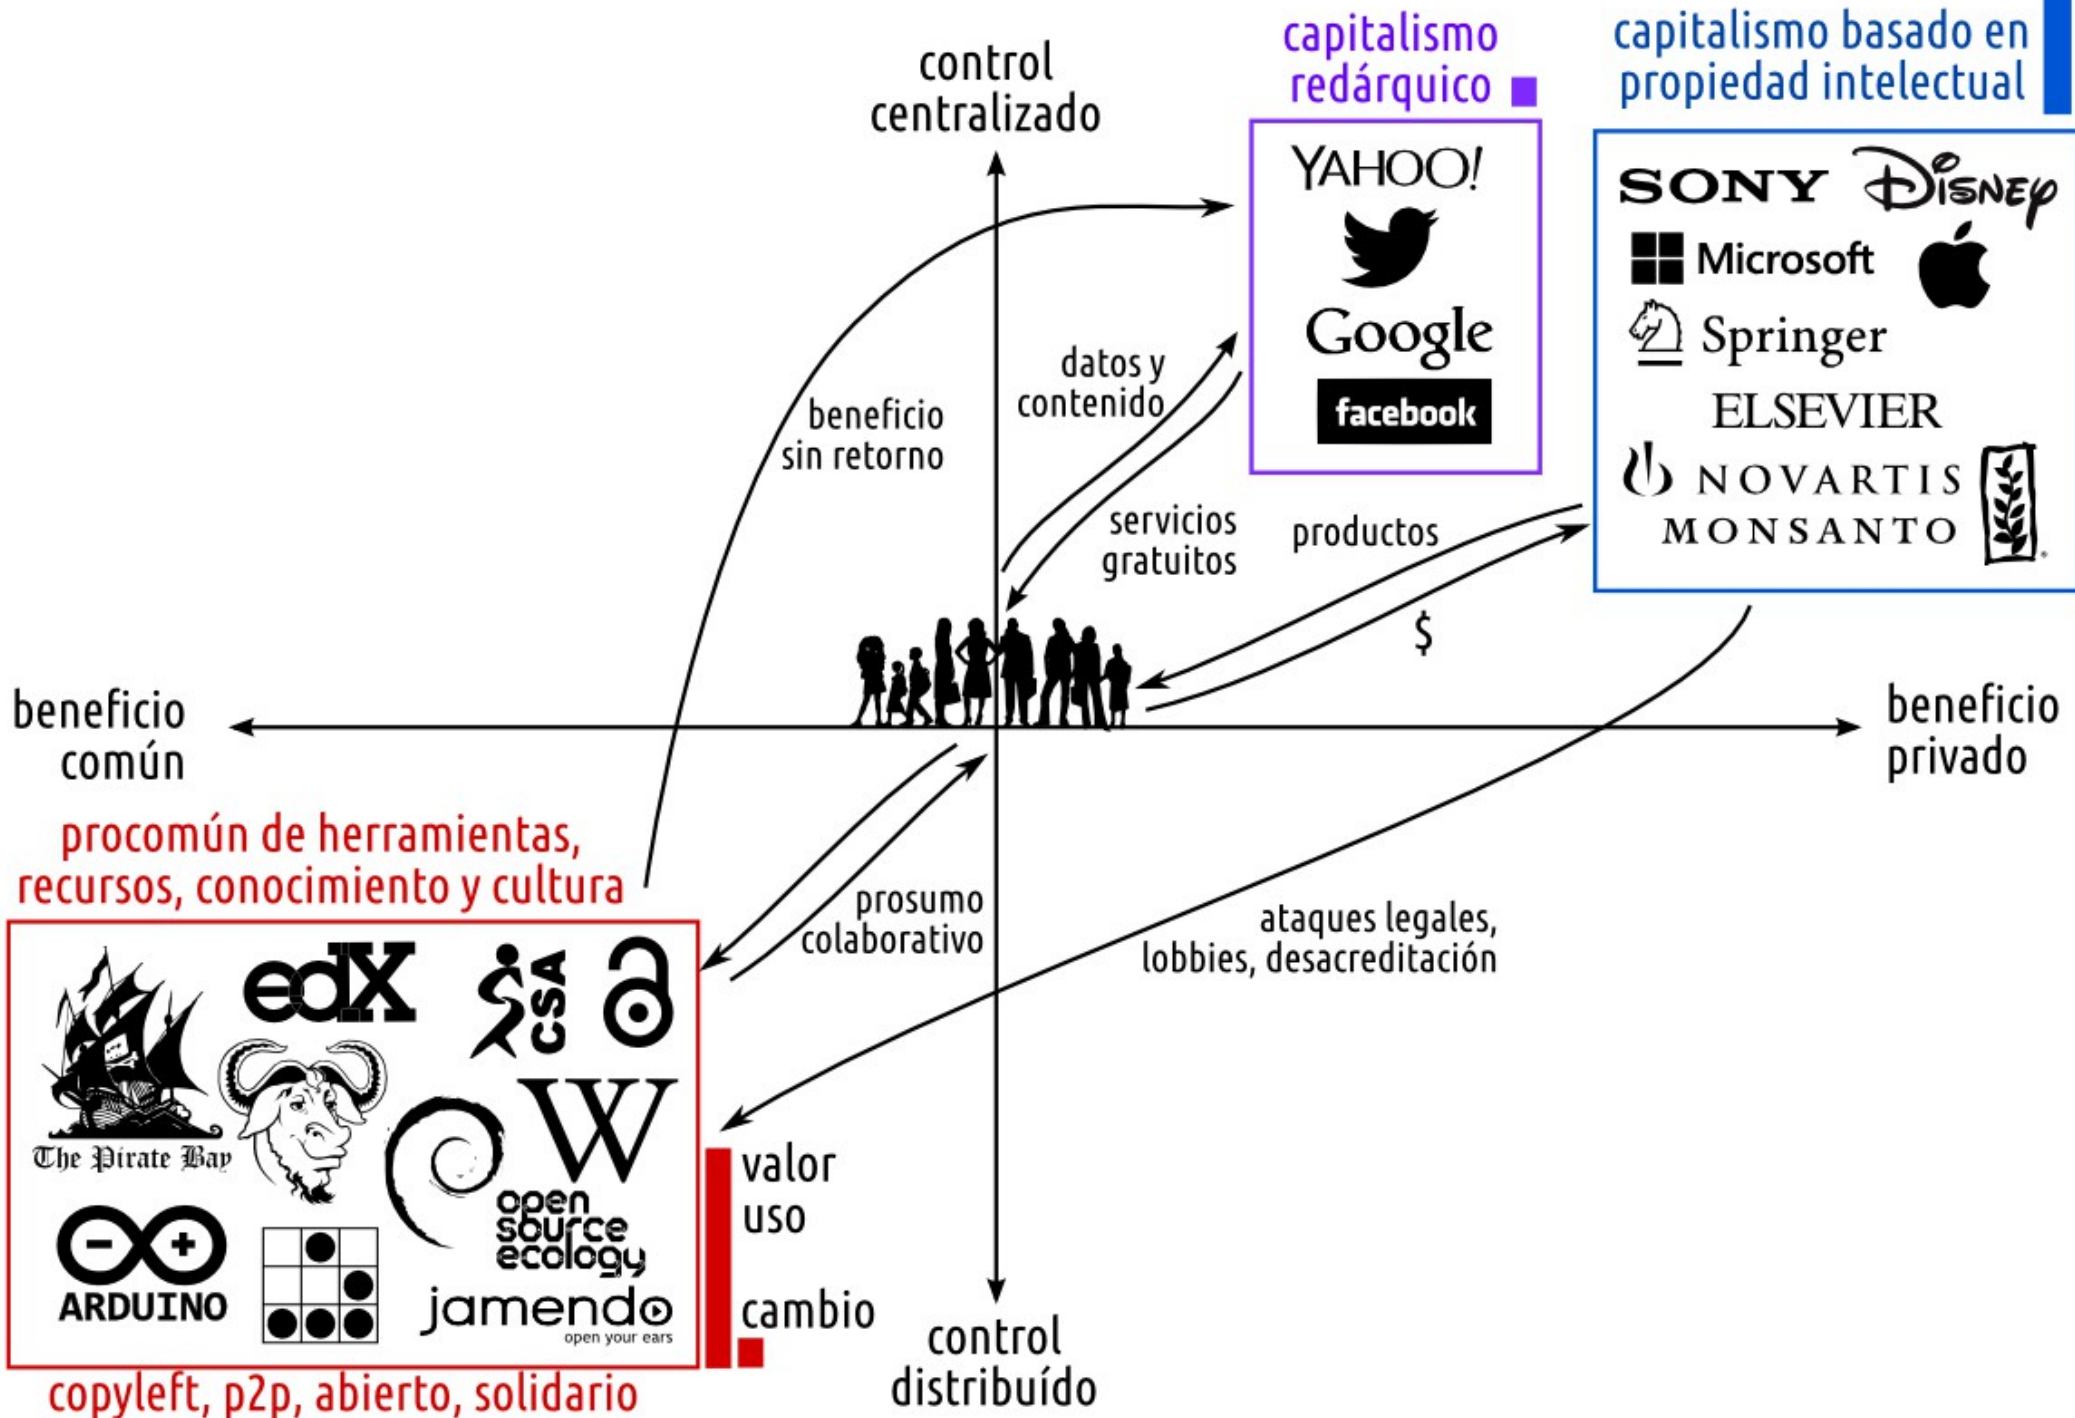 control
centralizado
capitalismo
redárquico
capitalismo basado en
propiedad intelectual
YAHOO!
Google
facebook
SONY
DISNEY
Microsoft
Springer
ELSEVIER
NOVARTIS
MONSANTO
datos y
contenido
beneficio
sin retorno
servicios
gratuitos
productos
$
beneficio
común
beneficio
privado
procomún de herramientas,
recursos, conocimiento y cultura
prosumo
colaborativo
ataques legales,
lobbies, desacreditación
edX
CSA
The Pirate Bay
W
open
source
ecology
ARDUINO
jamendo
open your ears
valor
uso
cambio
control
distribuído
copyleft, p2p, abierto, solidario